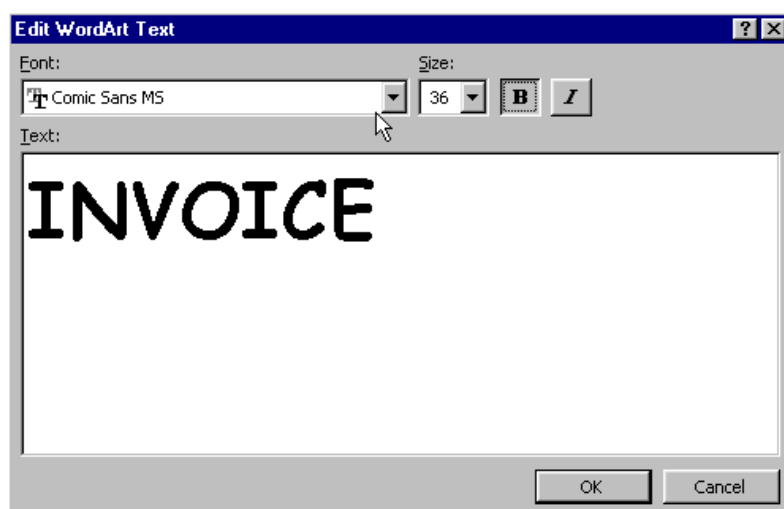 Edit WordArt Text
Font: Size:
Comic Sans MS 36 B I
Text:
INVOICE
OK Cancel